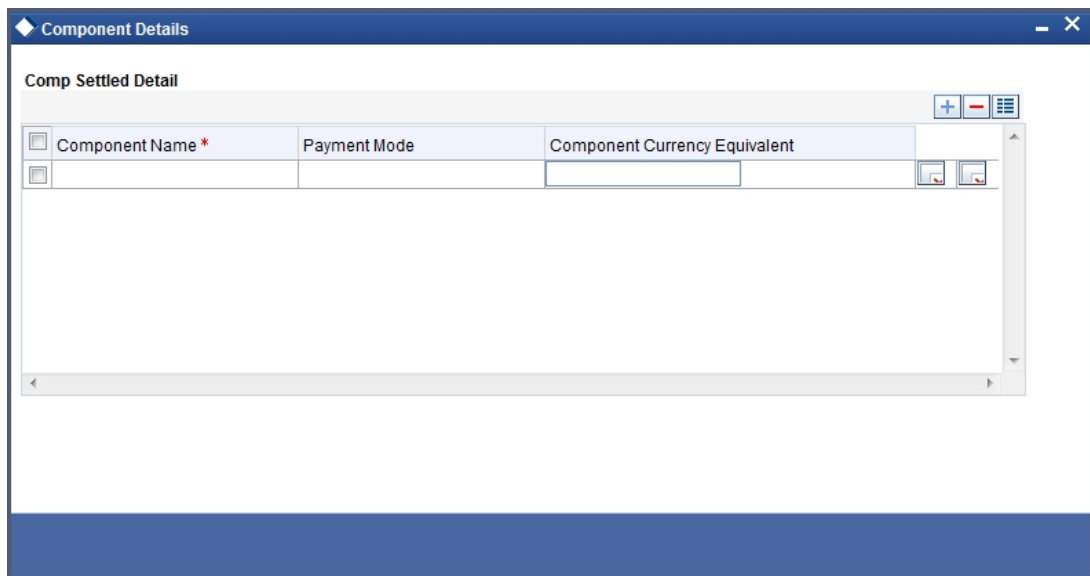 Component Details
Comp Settled Detail
Component Name *
Payment Mode
Component Currency Equivalent